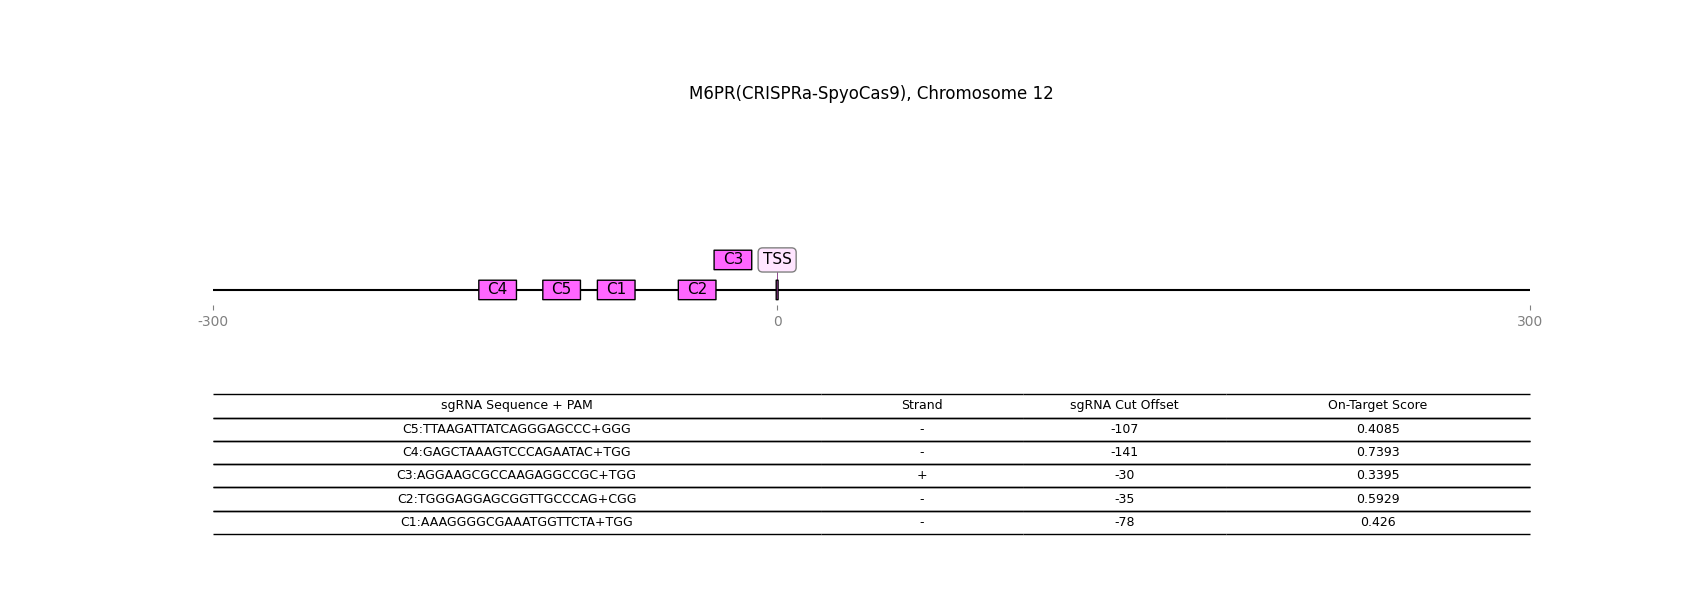 M6PR(CRISPRa-SpyoCas9), Chromosome 12
C3 TSS
C4 C5 C1 C2
-300 0 300
sgRNA Sequence + PAM Strand sgRNA Cut Offset On-Target Score
C5:TTAAGATTATCAGGGAGCCC+GGG - -107 0.4085
C4:GAGCTAAAGTCCCAGAATAC+TGG - -141 0.7393
C3:AGGAAGCGCCAAGAGGCCGC+TGG + -30 0.3395
C2:TGGGAGGAGCGGTTGCCCAG+CGG - -35 0.5929
C1:AAAGGGGCGAAATGGTTCTA+TGG - -78 0.426